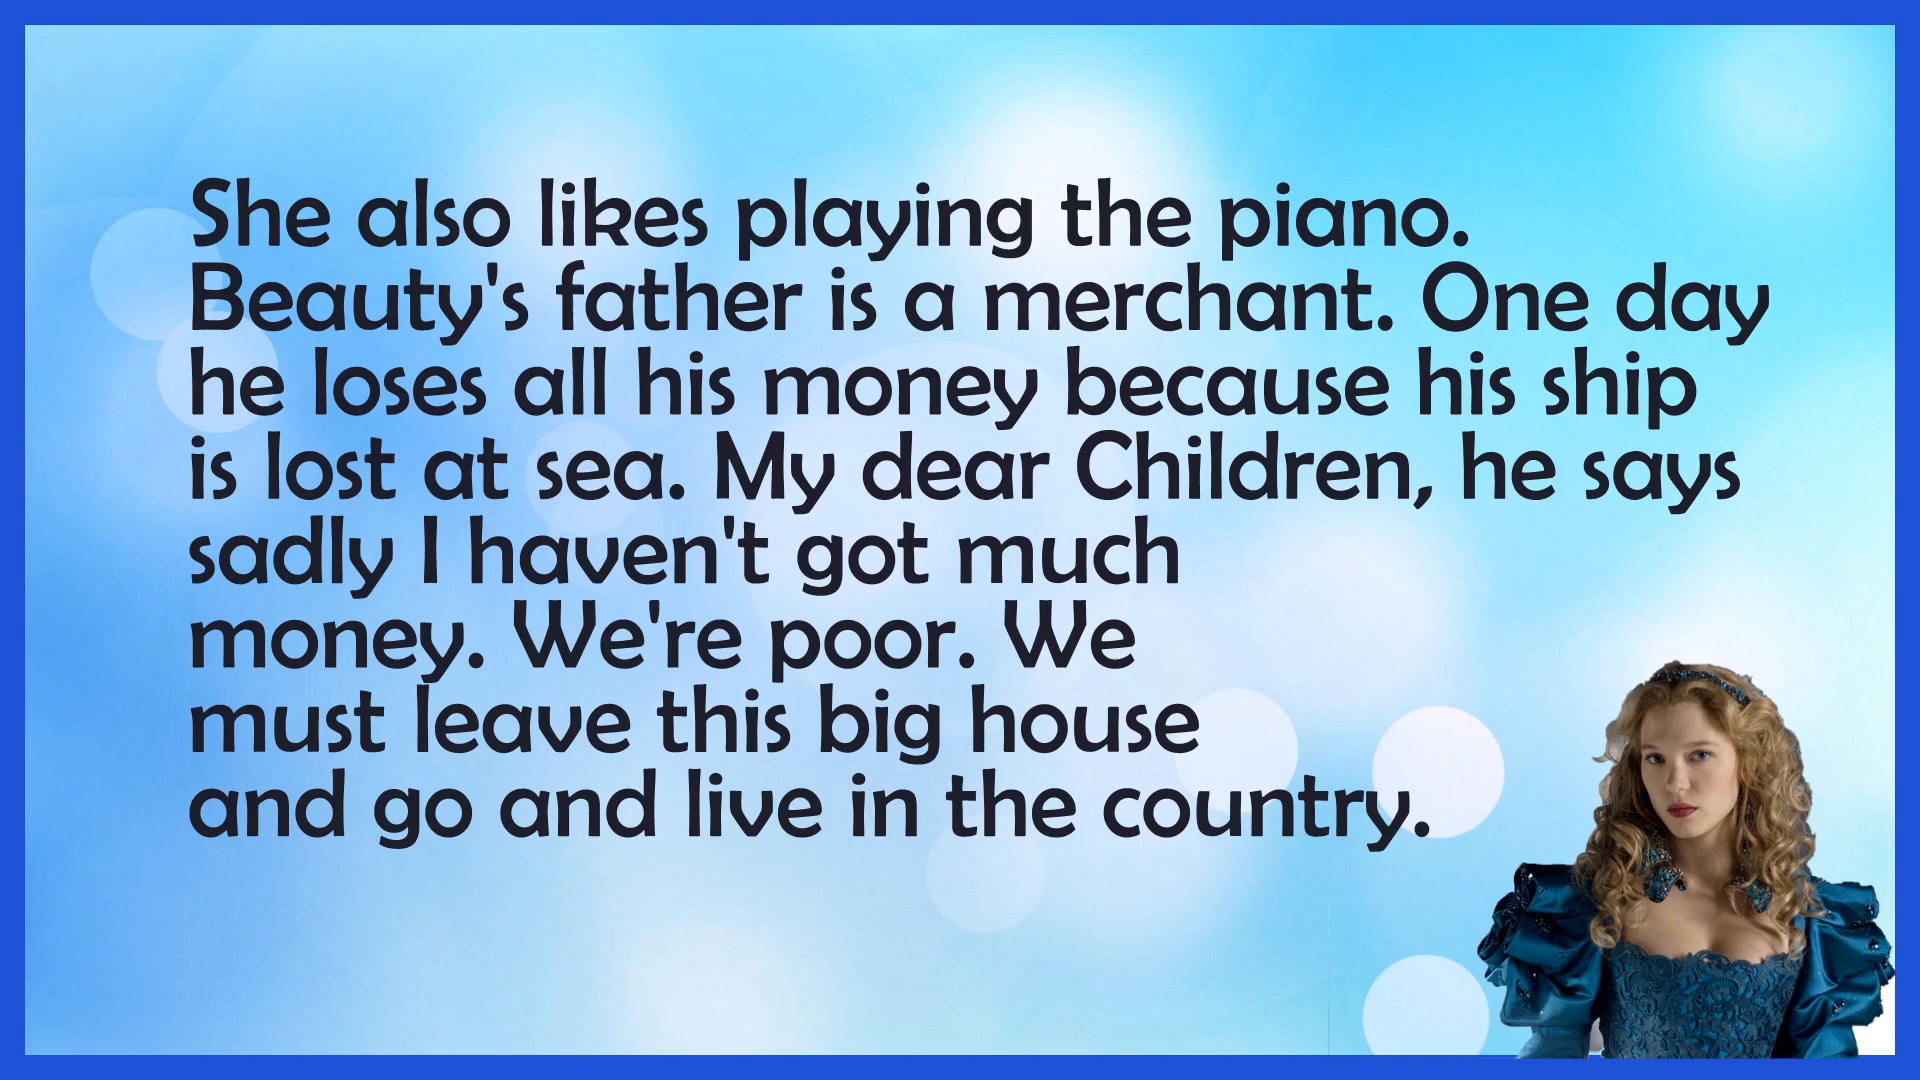 She also likes playing the piano.
Beauty's father is a merchant. One day
he loses all his money because his ship
is lost at sea. My dear Children, he says
sadly I haven't got much
money. We're poor. We
must leave this big house
and go and live in the country.